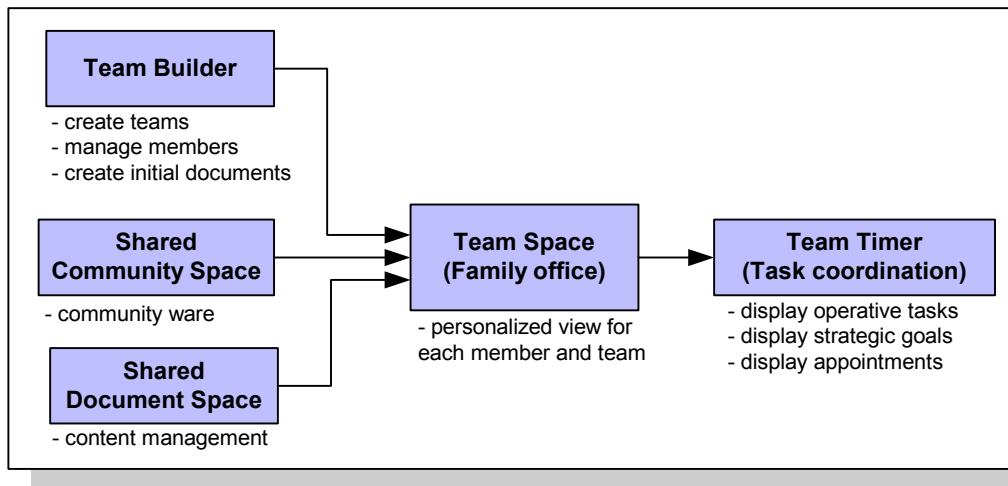 Team Builder
- create teams
- manage members
- create initial documents
Shared
Community Space
- community ware
Shared
Document Space
- content management
Team Space
(Family office)
- personalized view for
each member and team
Team Timer
(Task coordination)
- display operative tasks
- display strategic goals
- display appointments